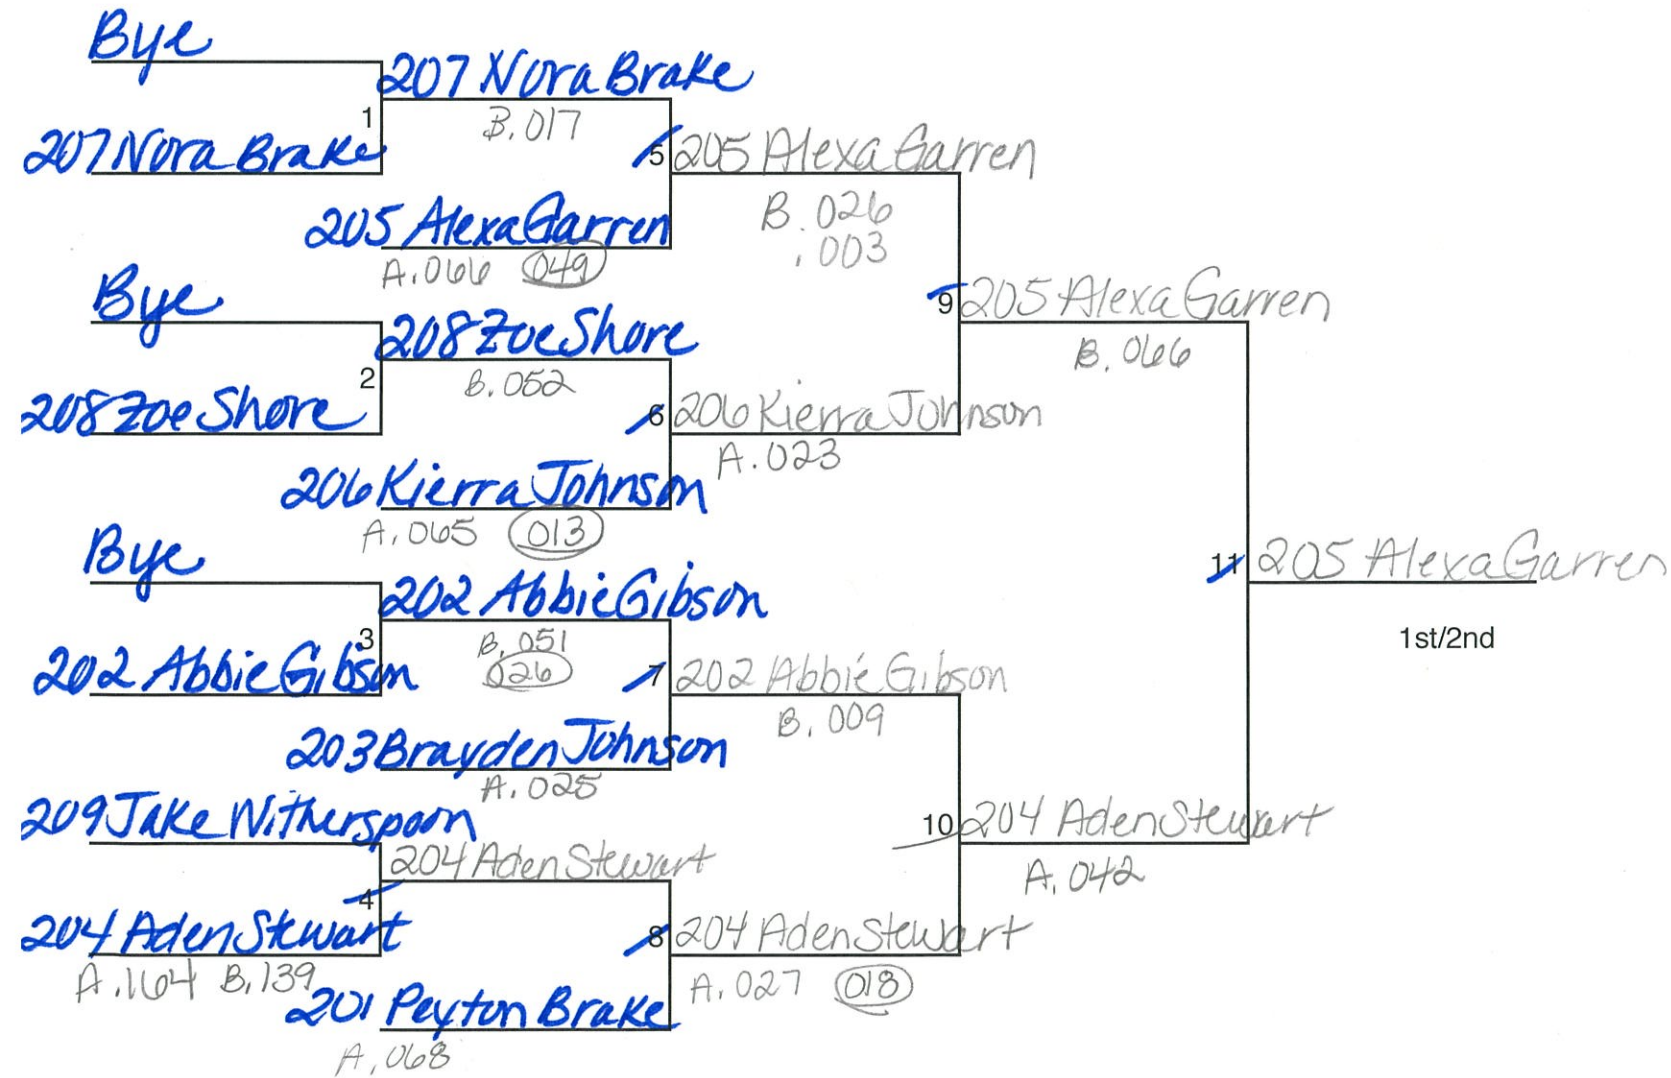 Bye
207 Nora Brake
1
B.017
207 Nora Brake
5
205 Alexa Garren
205 Alexa Garren
B.026
.003
A.066 049
Bye
9
205 Alexa Garren
208 Zoe Shore
B.066
2
B.052
208 Zoe Shore
6
206 Kierra Johnson
A.023
206 Kierra Johnson
A.065 013
Bye
11
205 Alexa Garren
202 Abbie Gibson
3
B.051
026
1st/2nd
202 Abbie Gibson
7
202 Abbie Gibson
B.009
203 Brayden Johnson
A.025
209 Jake Witherspoon
10
204 Aden Stewart
204 Aden Stewart
A.042
4
204 Aden Stewart
8
204 Aden Stewart
A.164 B.139
A.027 018
201 Peyton Brake
A.068